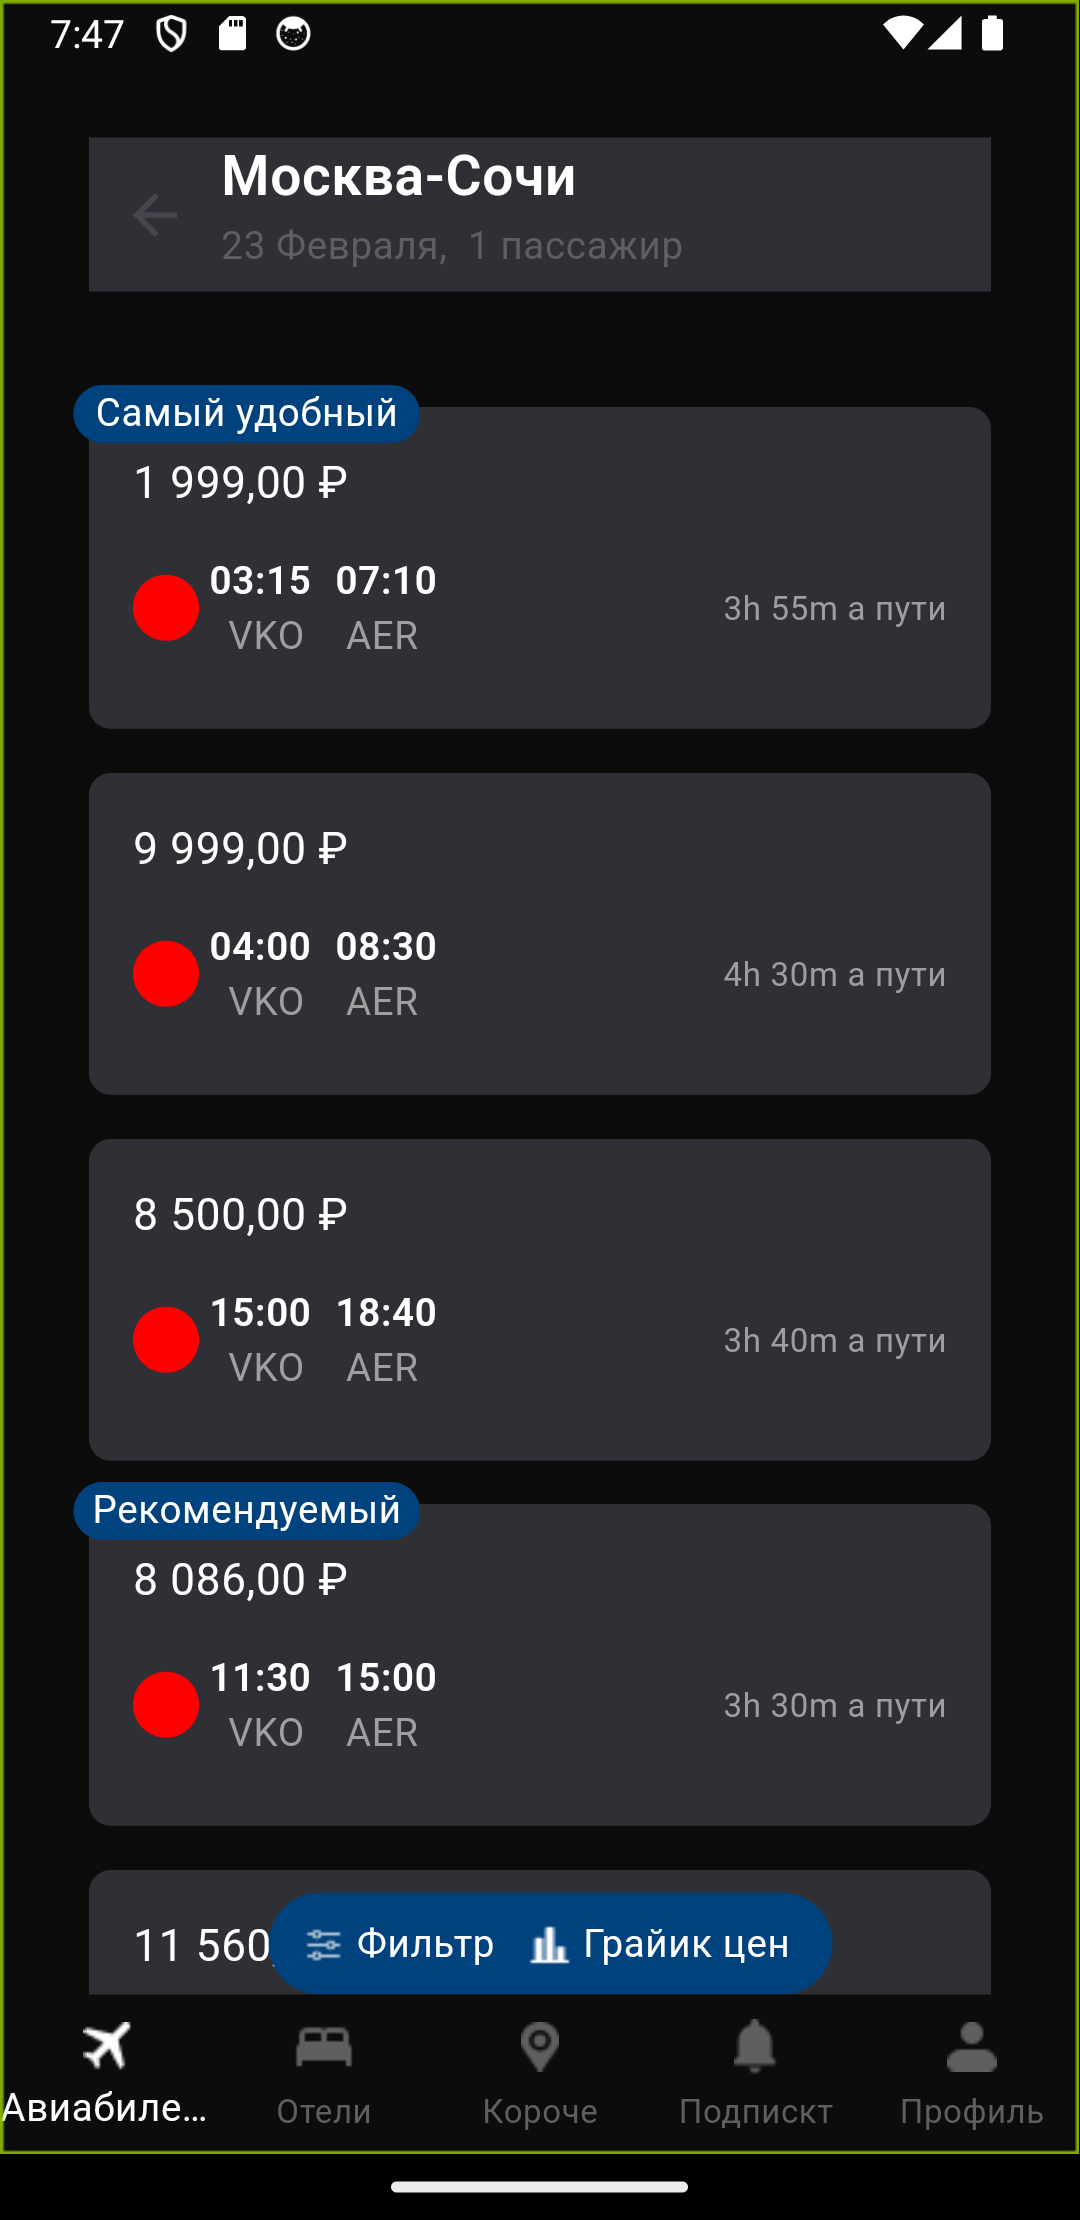 7:47
Москва-Сочи
23 Февраля, 1 пассажир
Самый удобный
1 999,00 ₽
03:15 07:10
VKO AER
3h 55m а пути
9 999,00 ₽
04:00 08:30
VKO AER
4h 30m а пути
8 500,00 ₽
15:00 18:40
VKO AER
3h 40m а пути
Рекомендуемый
8 086,00 ₽
11:30 15:00
VKO AER
3h 30m а пути
11 560,
Фильтр Грайик цен
Авиабиле... Отели Короче Подпискт Профиль